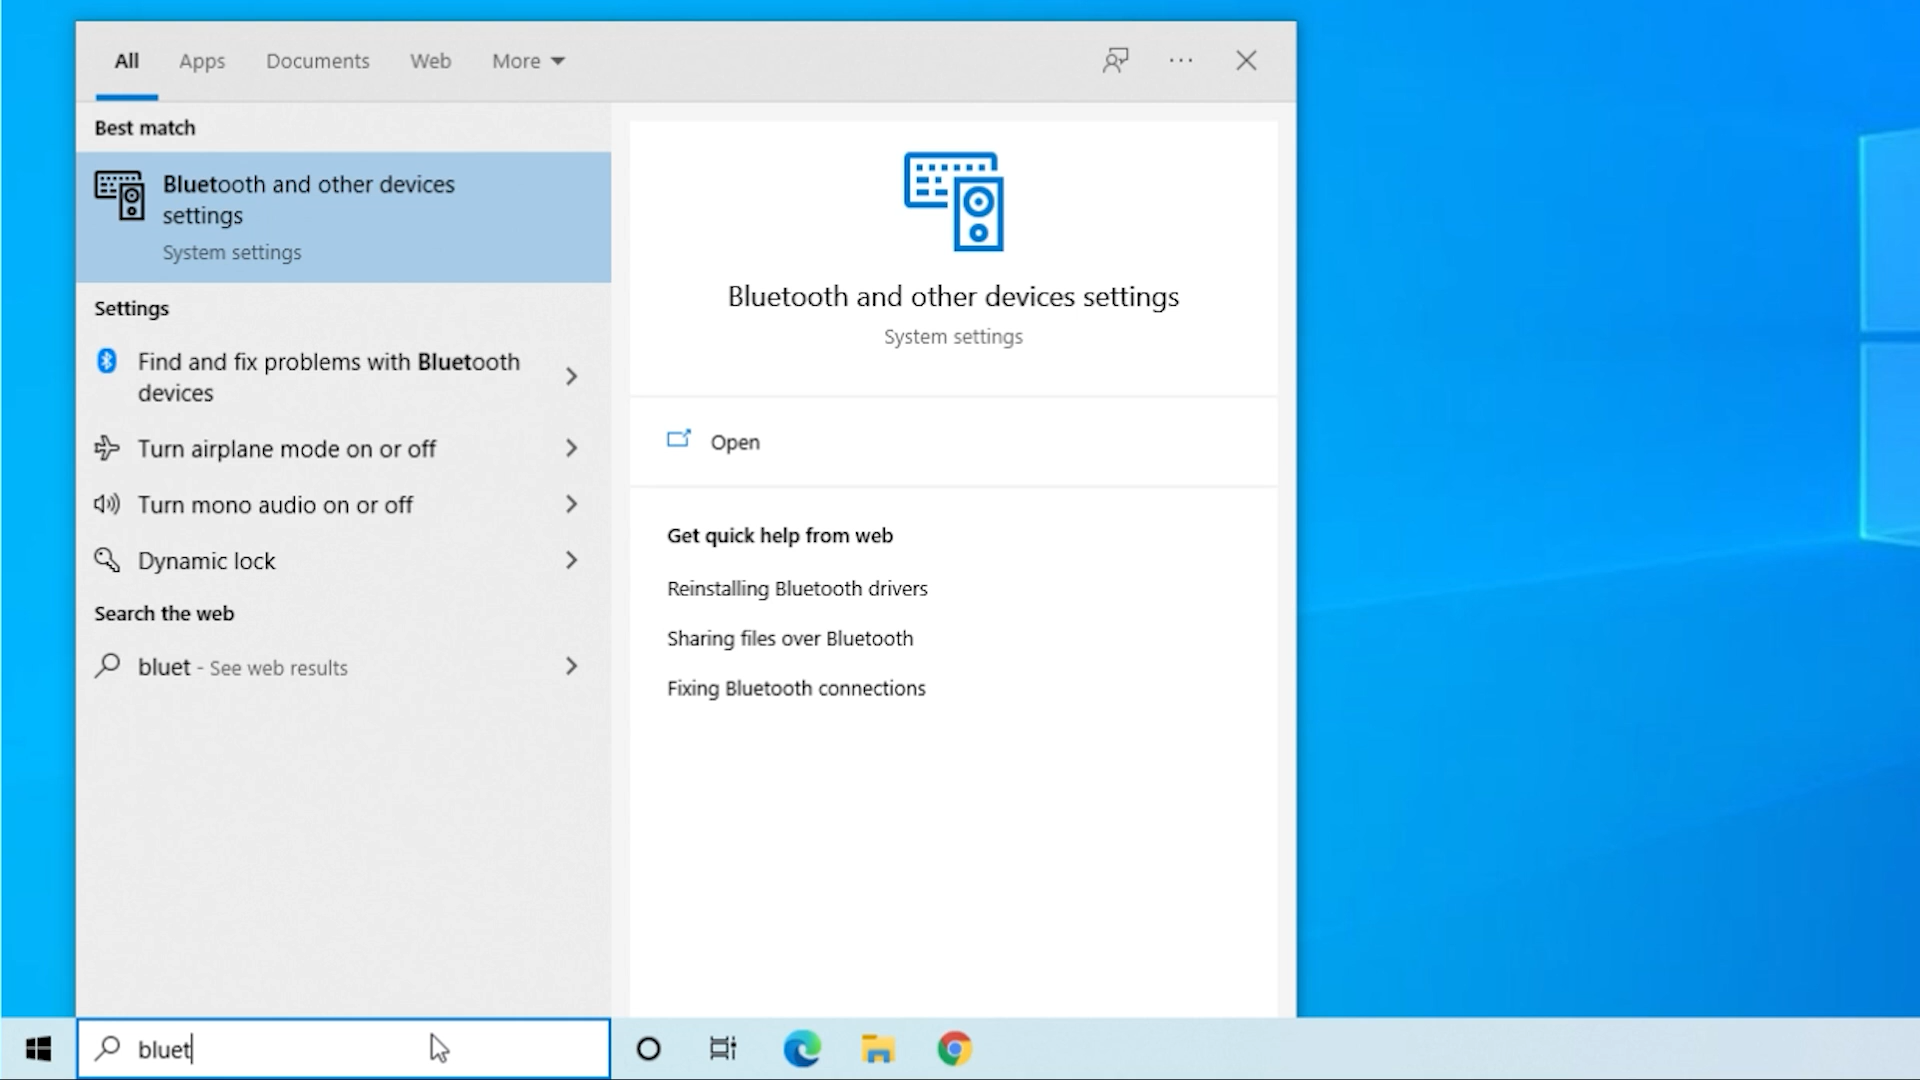 All Apps Documents Web More
Best match
Bluetooth and other devices
settings
System settings
Settings
Find and fix problems with Bluetooth
devices
Turn airplane mode on or off
Turn mono audio on or off
Dynamic lock
Search the web
bluet - See web results
Bluetooth and other devices settings
System settings
Open
Get quick help from web
Reinstalling Bluetooth drivers
Sharing files over Bluetooth
Fixing Bluetooth connections
bluet